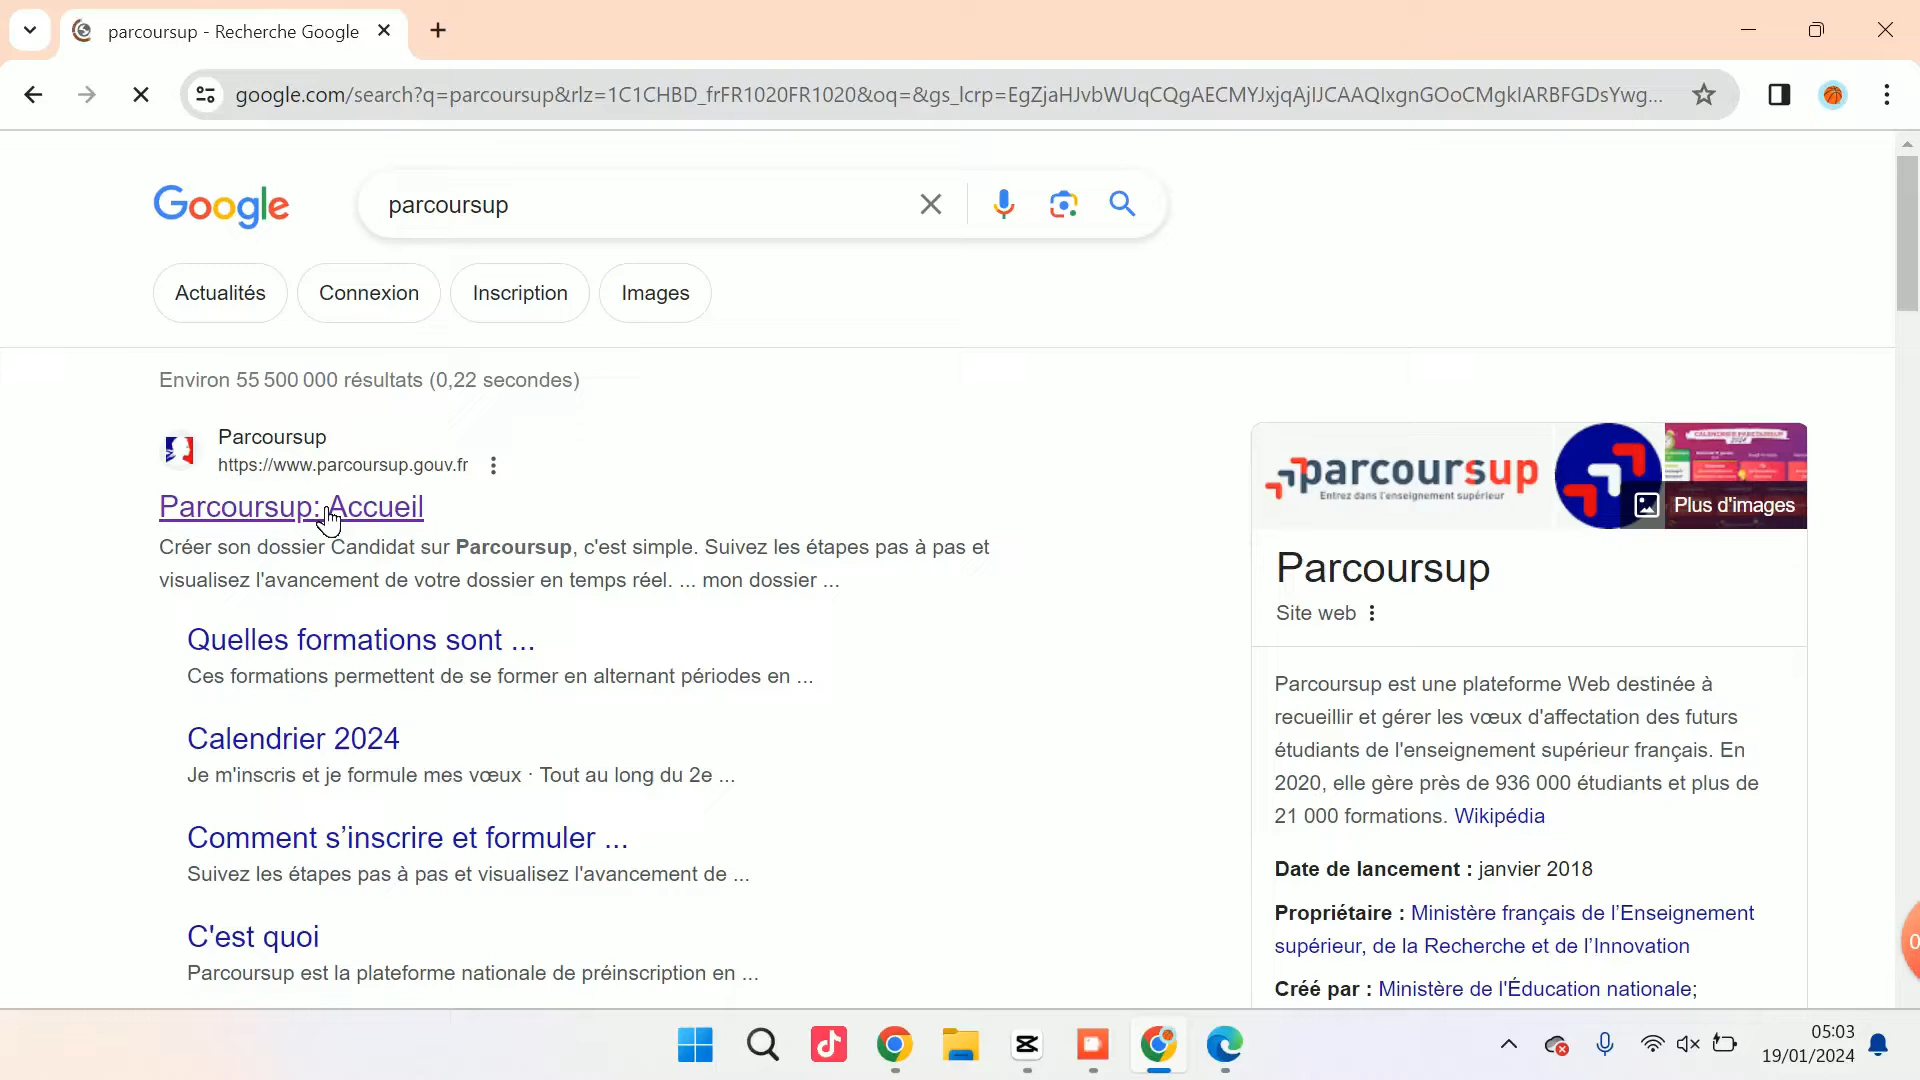 parcoursup - Recherche Google
google.com/search?q=parcoursup&rlz=1C1CHBD_frFR1020FR1020&oq=&gs_lcrp=EgZjaHJvbWUqCQgAECMYJxjqAjIJCAAQIxgnGOoCMgkIARBFGDsYwg...
Google
parcoursup
Actualités
Connexion
Inscription
Images
Environ 55 500 000 résultats (0,22 secondes)
Parcoursup
https://www.parcoursup.gouv.fr
Parcoursup: Accueil
Créer son dossier Candidat sur Parcoursup, c'est simple. Suivez les étapes pas à pas et
visualisez l'avancement de votre dossier en temps réel. ... mon dossier ...
Quelles formations sont ...
Ces formations permettent de se former en alternant périodes en ...
Calendrier 2024
Je m'inscris et je formule mes vœux · Tout au long du 2e ...
Comment s’inscrire et formuler ...
Suivez les étapes pas à pas et visualisez l'avancement de ...
C'est quoi
Parcoursup est la plateforme nationale de préinscription en ...
parcoursup
Entrez dans l'enseignement supérieur
CALENDRIER PARCOURSUP
2024
Plus d'images
Parcoursup
Site web
Parcoursup est une plateforme Web destinée à
recueillir et gérer les vœux d'affectation des futurs
étudiants de l'enseignement supérieur français. En
2020, elle gère près de 936 000 étudiants et plus de
21 000 formations. Wikipédia
Date de lancement : janvier 2018
Propriétaire : Ministère français de l’Enseignement
supérieur, de la Recherche et de l’Innovation
Créé par : Ministère de l'Éducation nationale;
0
05:03
19/01/2024